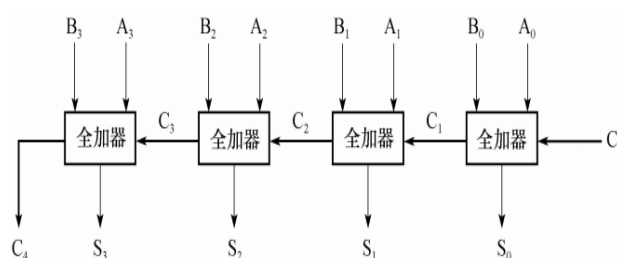 B₃ A₃ B₂ A₂ B₁ A₁ B₀ A₀
全加器 C₃ 全加器 C₂ 全加器 C₁ 全加器 C
C₄ S₃ S₂ S₁ S₀